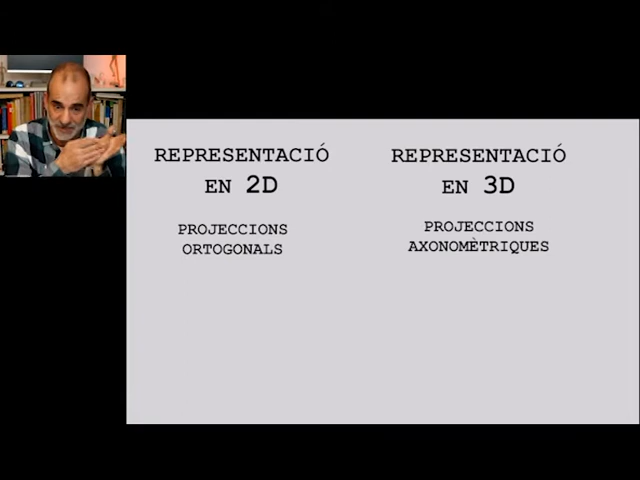 REPRESENTACIÓ
EN 2D
PROJECCIONS
ORTOGONALS
REPRESENTACIÓ
EN 3D
PROJECCIONS
AXONOMÈTRIQUES